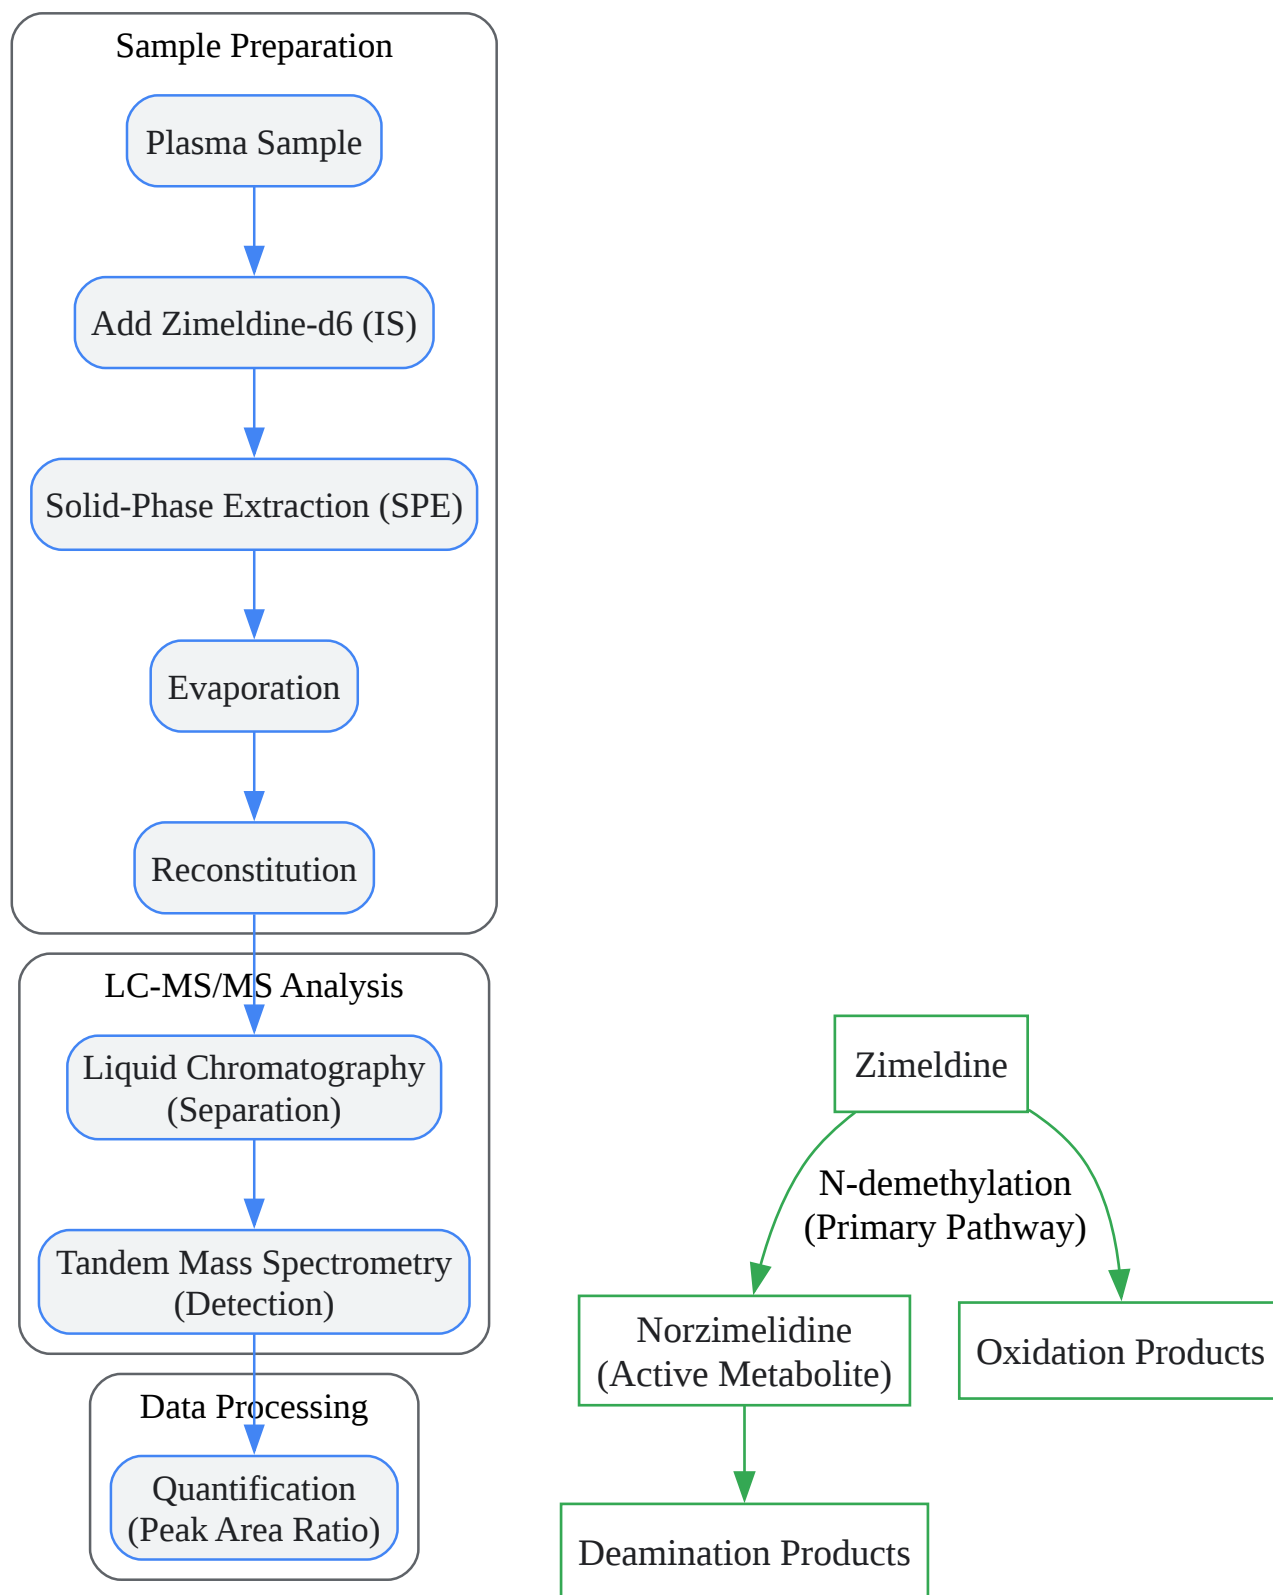 Sample Preparation
Plasma Sample
Add Zimeldine-d6 (IS)
Solid-Phase Extraction (SPE)
Evaporation
Reconstitution
LC-MS/MS Analysis
Liquid Chromatography
(Separation)
Tandem Mass Spectrometry
(Detection)
Data Processing
Quantification
(Peak Area Ratio)
Zimeldine
N-demethylation
(Primary Pathway)
Norzimelidine
(Active Metabolite)
Oxidation Products
Deamination Products